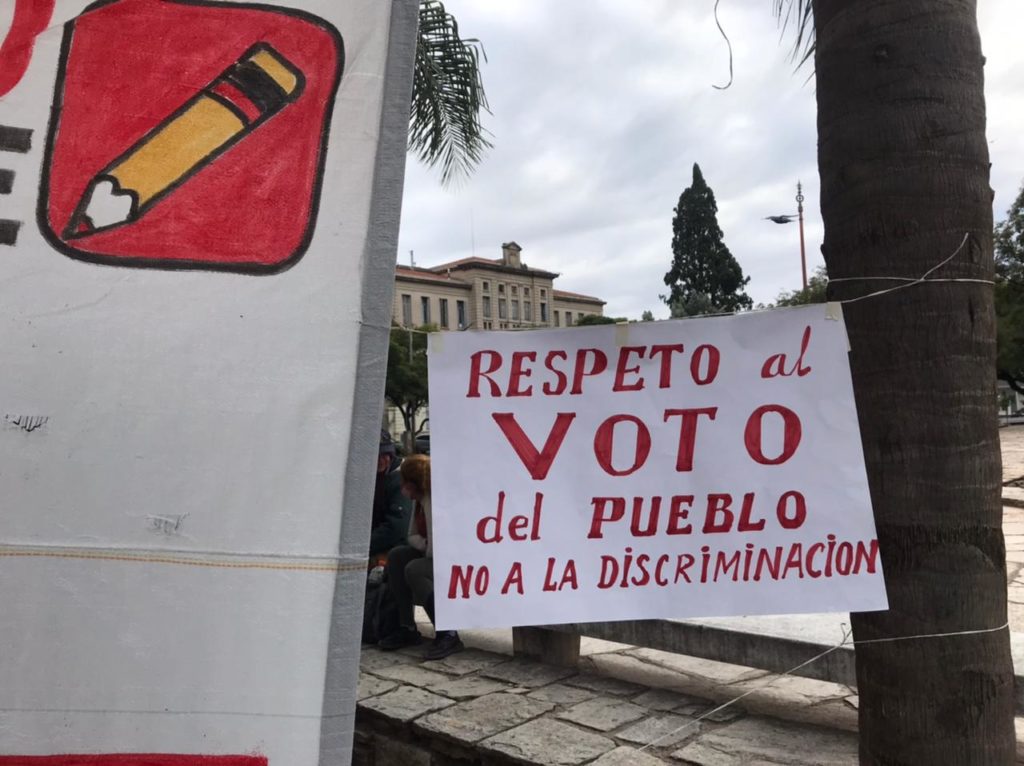 RESPETO al
VOTO
del PUEBLO
NO A LA DISCRIMINACION